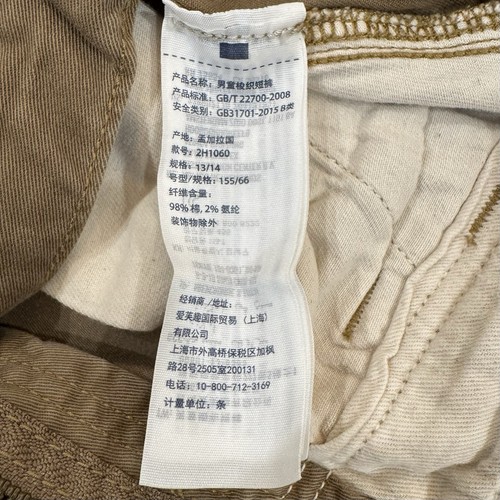 产品名称: 男童梭织短裤
产品标准: GB/T 22700-2008
安全类别: GB31701-2015 B类
产地: 孟加拉国
款号: 2H1060
规格: 13/14
号型/规格: 155/66
纤维含量:
98% 棉, 2% 氨纶
装饰物除外
经销商/地址:
爱芙趣国际贸易 (上海)
有限公司
上海市外高桥保税区加枫
路28号2505室200131
电话: 10-800-712-3169
计量单位: 条